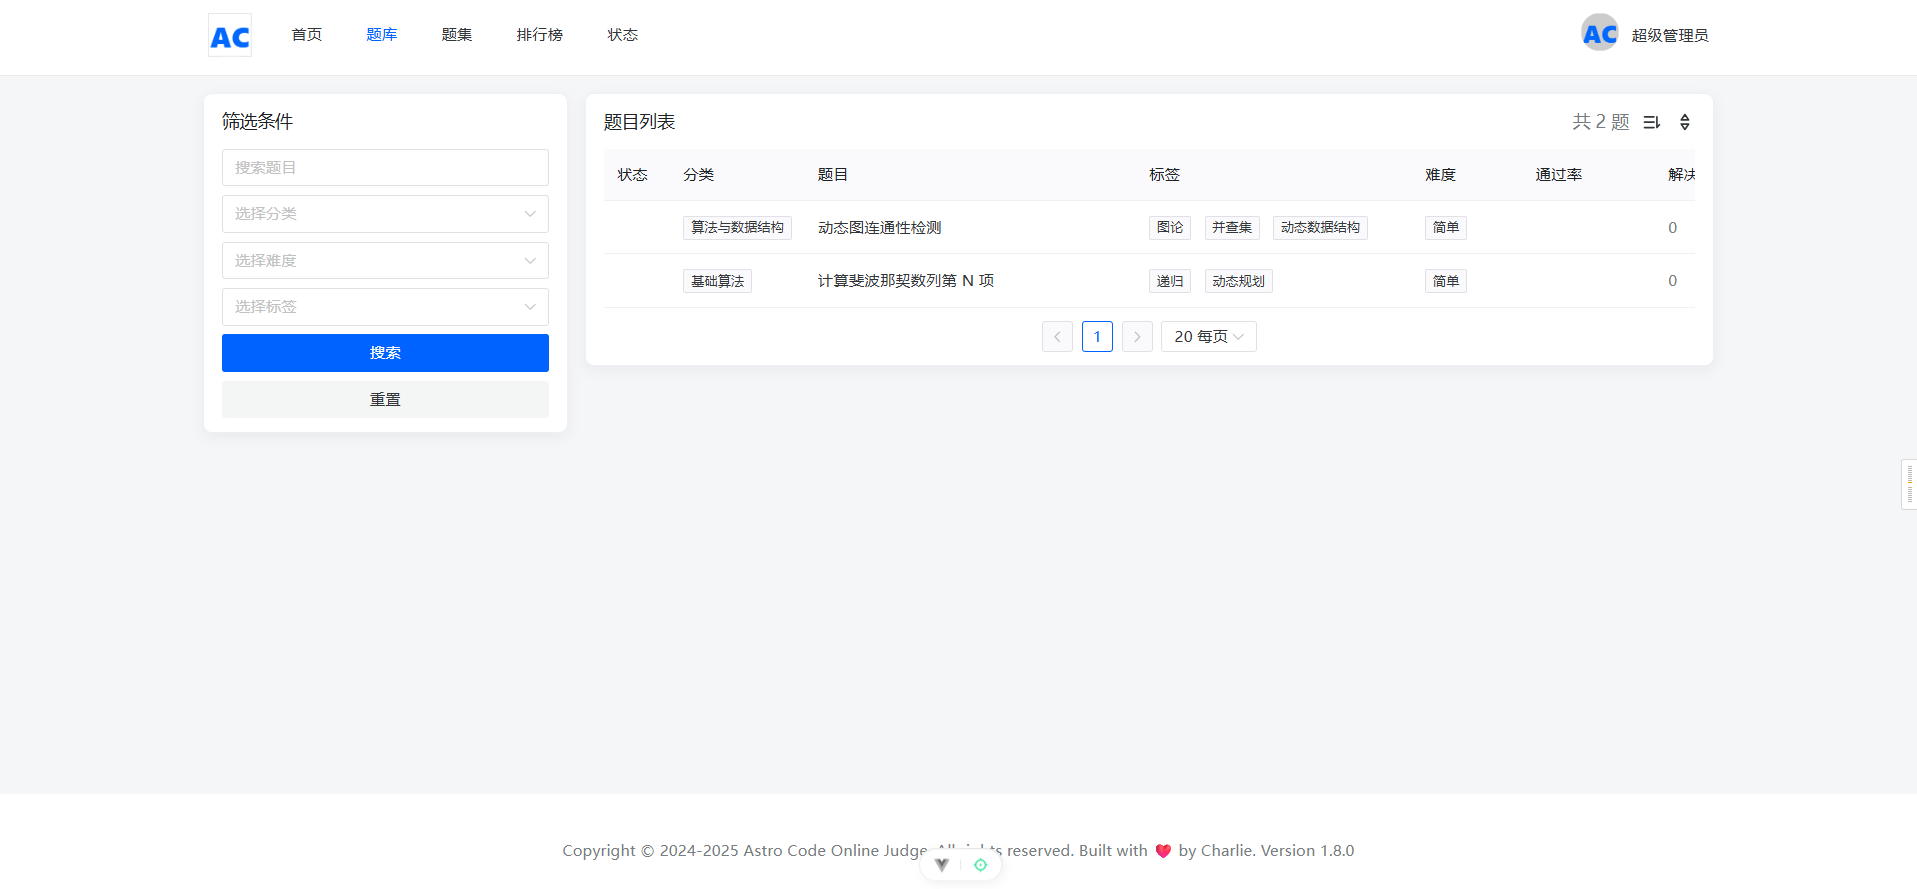 AC 首页 题库 题集 排行榜 状态 AC 超级管理员
筛选条件
搜索题目
选择分类
选择难度
选择标签
搜索
重置
题目列表 共 2 题
状态 分类 题目 标签 难度 通过率 解决
算法与数据结构 动态图连通性检测 图论 并查集 动态数据结构 简单 0
基础算法 计算斐波那契数列第 N 项 递归 动态规划 简单 0
1 20 每页
Copyright © 2024-2025 Astro Code Online Judge. All rights reserved. Built with ❤️ by Charlie. Version 1.8.0